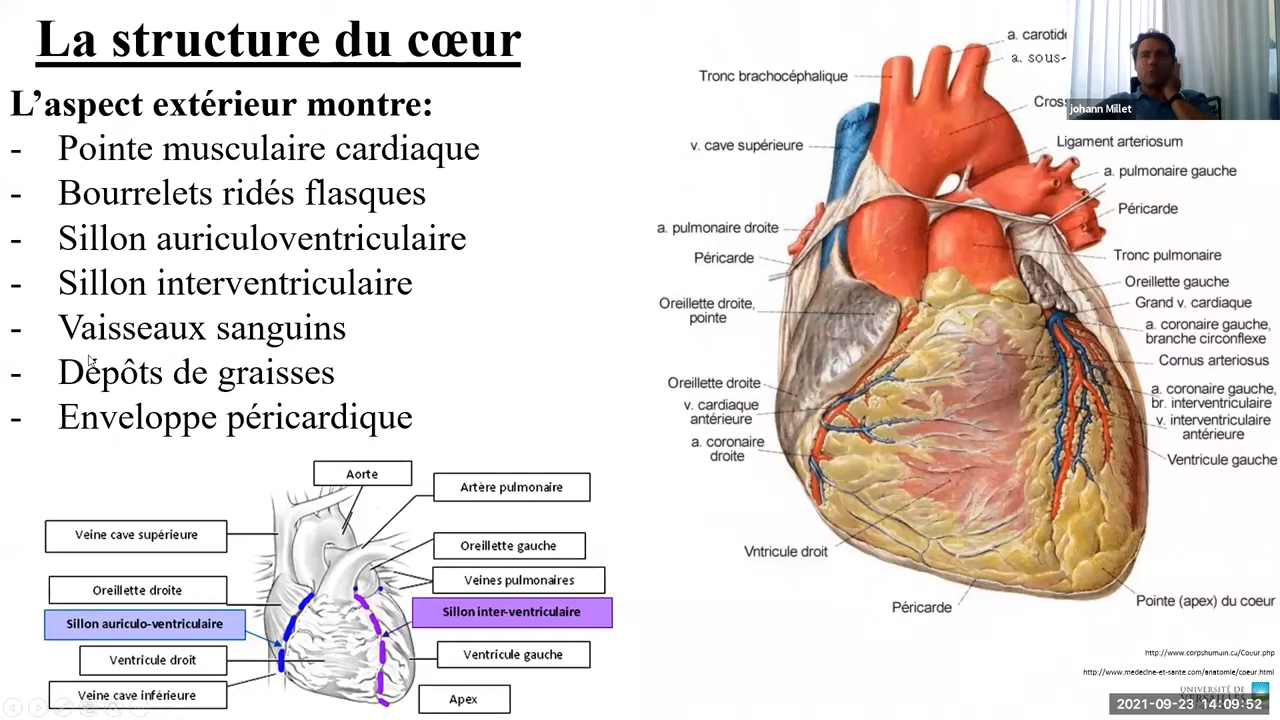 La structure du cœur
L'aspect extérieur montre:
- Pointe musculaire cardiaque
- Bourrelets ridés flasques
- Sillon auriculoventriculaire
- Sillon interventriculaire
- Vaisseaux sanguins
- Dépôts de graisses
- Enveloppe péricardique
Aorte
Artère pulmonaire
Veine cave supérieure
Oreillette gauche
Veines pulmonaires
Oreillette droite
Sillon inter-ventriculaire
Sillon auriculo-ventriculaire
Ventricule droit
Ventricule gauche
Veine cave inférieure
Apex
a. carotide
a. sous-
Tronc brachocéphalique
Cross
johann Millet
v. cave supérieure
Ligament arteriosum
a. pulmonaire gauche
Péricarde
a. pulmonaire droite
Péricarde
Tronc pulmonaire
Oreillette gauche
Oreillette droite,
pointe
Grand v. cardiaque
a. coronaire gauche,
branche circonflexe
Cornus arteriosus
Oreillette droite
v. cardiaque
antérieure
a. coronaire
droite
a. coronaire gauche,
br. interventriculaire
v. interventriculaire
antérieure
Ventricule gauche
Vntricule droit
Péricarde
Pointe (apex) du coeur
http://www.corpshumain.ca/Coeur.php
http://www.medecine-et-sante.com/anatomie/coeur.html
UNIVERSITÉ DE
VERSAILLES
2021-09-23 14:09:52